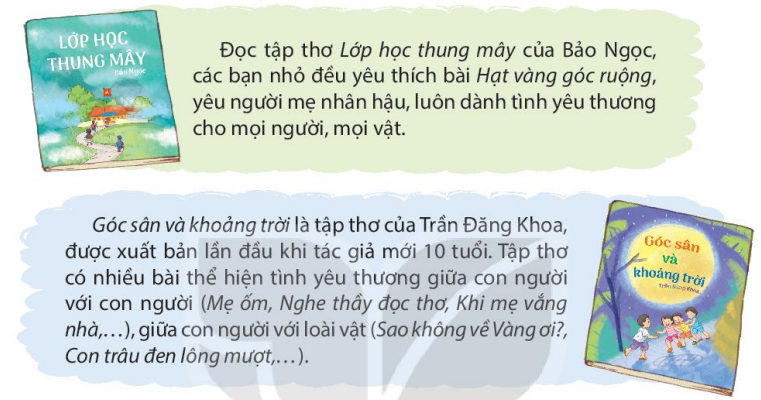 LỚP HỌC
THUNG MÂY
Bảo Ngọc
Đọc tập thơ Lớp học thung mây của Bảo Ngọc,
các bạn nhỏ đều yêu thích bài Hạt vàng góc ruộng,
yêu người mẹ nhân hậu, luôn dành tình yêu thương
cho mọi người, mọi vật.
Góc sân và khoảng trời là tập thơ của Trần Đăng Khoa,
được xuất bản lần đầu khi tác giả mới 10 tuổi. Tập thơ
có nhiều bài thể hiện tình yêu thương giữa con người
với con người (Mẹ ốm, Nghe thầy đọc thơ, Khi mẹ vắng
nhà,…), giữa con người với loài vật (Sao không về Vàng ơi?,
Con trâu đen lông mượt,…).
Góc sân
và
khoảng trời
Trần Đăng Khoa